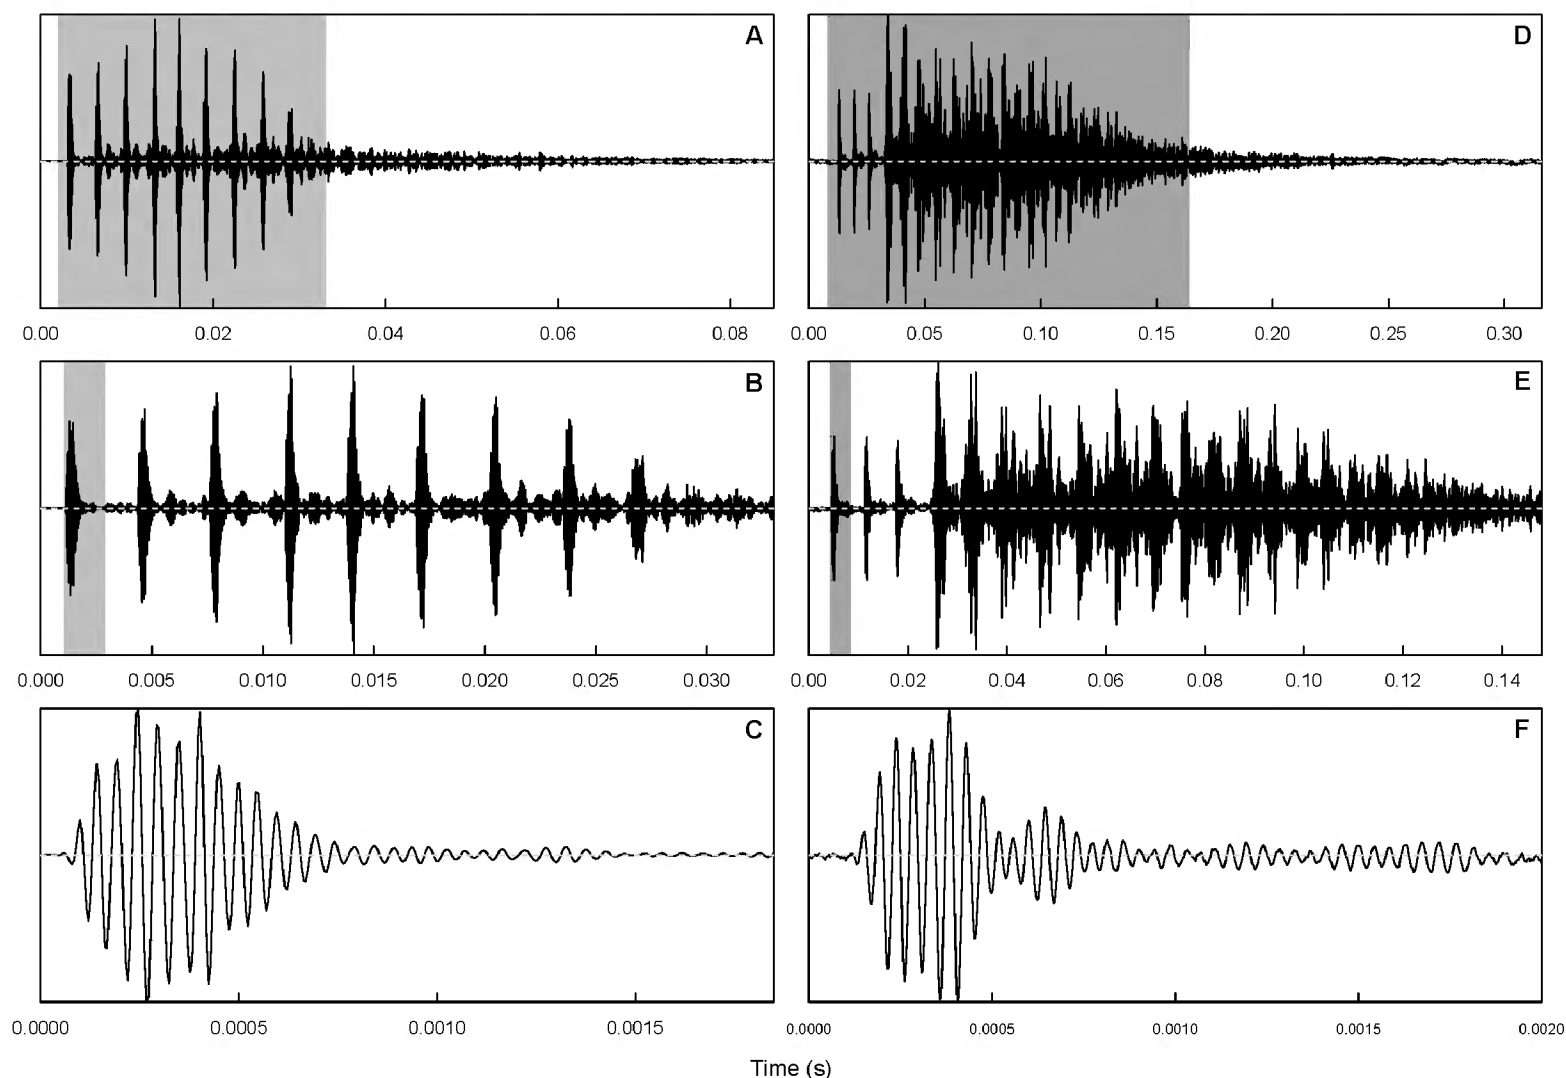 A
D
0.00 0.02 0.04 0.06 0.08
0.00 0.05 0.10 0.15 0.20 0.25 0.30
B
E
0.000 0.005 0.010 0.015 0.020 0.025 0.030
0.00 0.02 0.04 0.06 0.08 0.10 0.12 0.14
C
F
0.0000 0.0005 0.0010 0.0015
0.0000 0.0005 0.0010 0.0015 0.0020
Time (s)